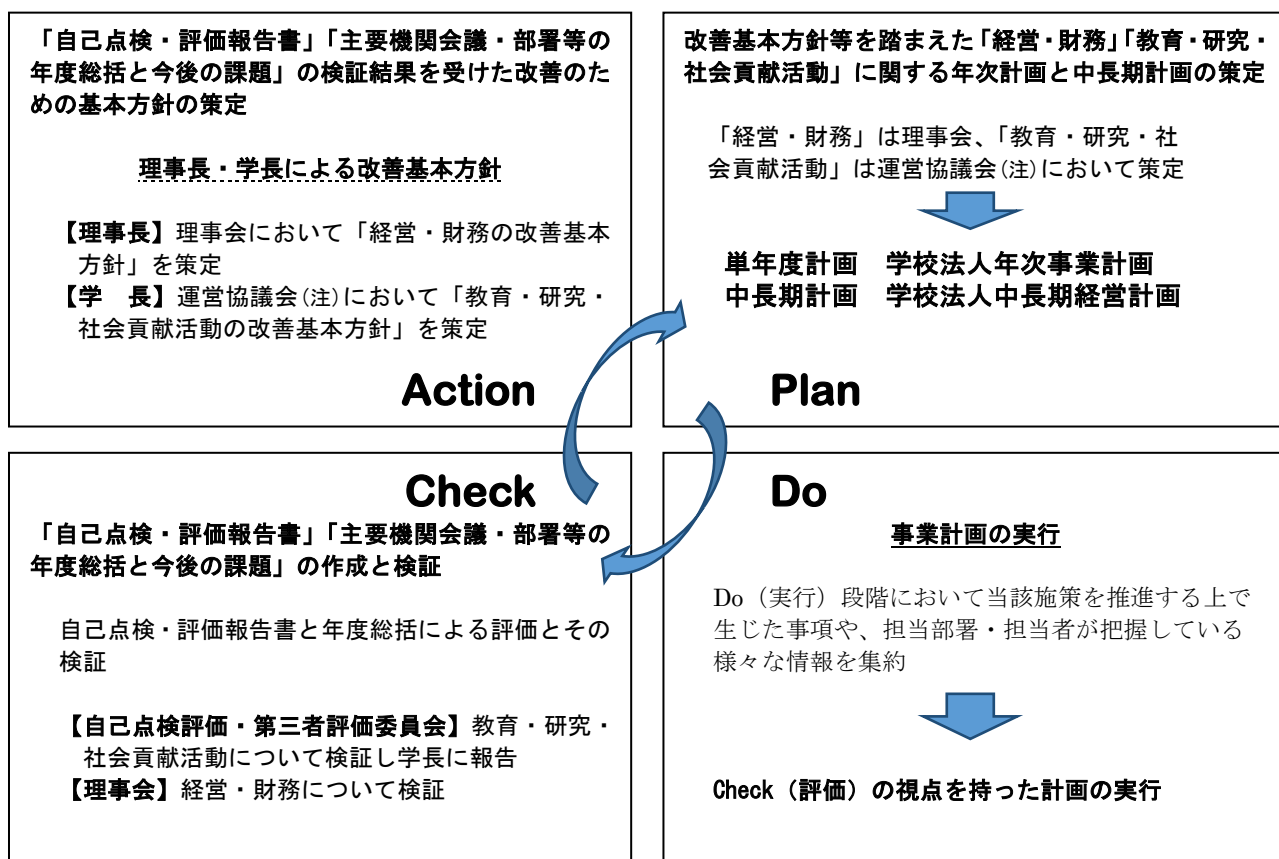 「自己点検・評価報告書」「主要機関会議・部署等の
年度総括と今後の課題」の検証結果を受けた改善のた
めの基本方針の策定
理事長・学長による改善基本方針
【理事長】理事会において「経営・財務の改善基本
方針」を策定
【学　長】運営協議会(注)において「教育・研究・
社会貢献活動の改善基本方針」を策定
Action
改善基本方針等を踏まえた「経営・財務」「教育・研究・
社会貢献活動」に関する年次計画と中長期計画の策定
「経営・財務」は理事会、「教育・研究・社
会貢献活動」は運営協議会(注)において策定
単年度計画　学校法人年次事業計画
中長期計画　学校法人中長期経営計画
Plan
Check
「自己点検・評価報告書」「主要機関会議・部署等の
年度総括と今後の課題」の作成と検証
自己点検・評価報告書と年度総括による評価とその
検証
【自己点検評価・第三者評価委員会】教育・研究・
社会貢献活動について検証し学長に報告
【理事会】経営・財務について検証
Do
事業計画の実行
Do（実行）段階において当該施策を推進する上で
生じた事項や、担当部署・担当者が把握している
様々な情報を集約
Check（評価）の視点を持った計画の実行